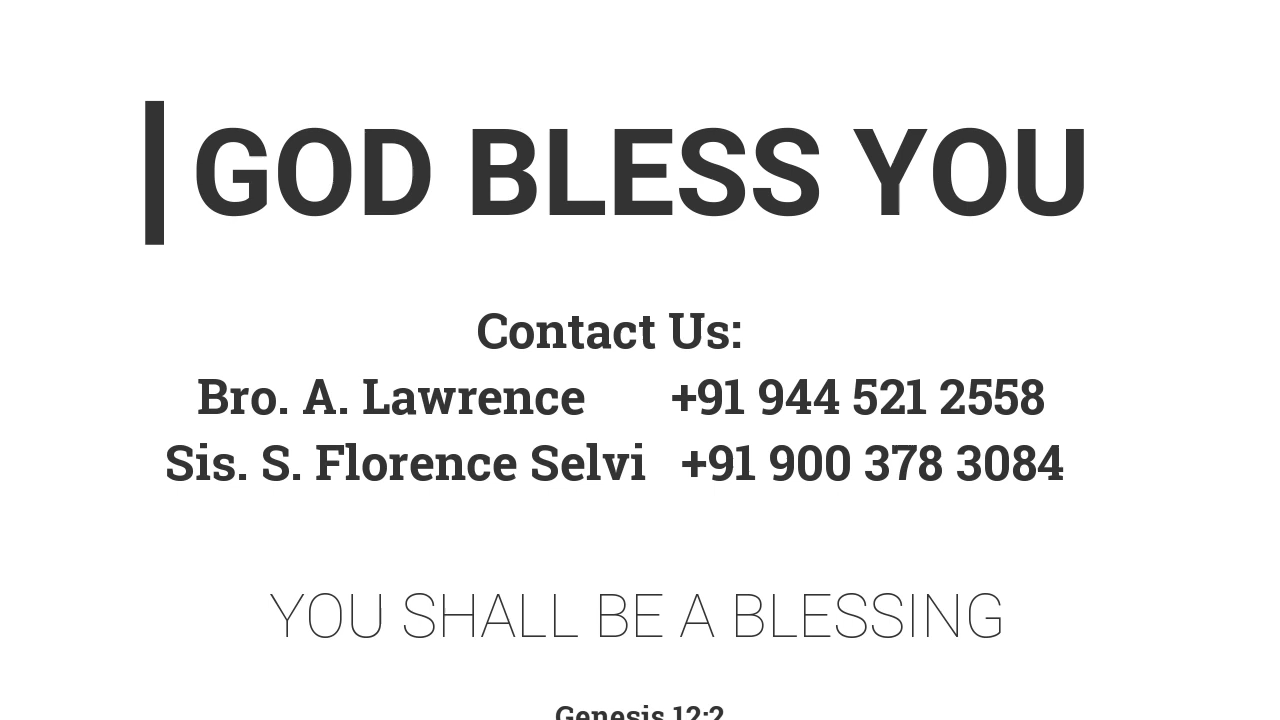 GOD BLESS YOU
Contact Us:
Bro. A. Lawrence +91 944 521 2558
Sis. S. Florence Selvi +91 900 378 3084
YOU SHALL BE A BLESSING
Genesis 12:2